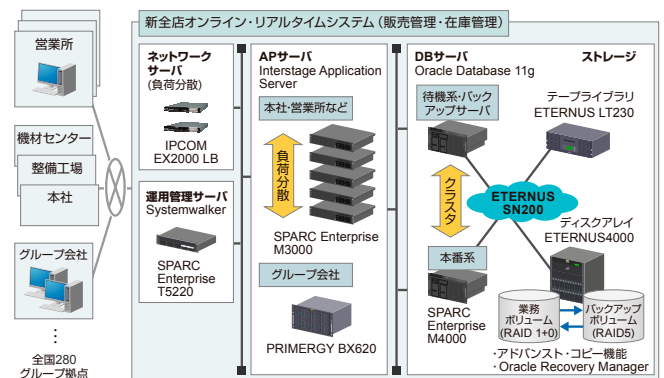 新全店オンライン・リアルタイムシステム(販売管理・在庫管理)
営業所
機材センター
整備工場
本社
グループ会社
⋮
全国280
グループ拠点
ネットワーク
サーバ
(負荷分散)
IPCOM
EX2000 LB
運用管理サーバ
Systemwalker
SPARC
Enterprise
T5220
APサーバ
Interstage Application
Server
本社・営業所など
負荷分散
SPARC Enterprise
M3000
グループ会社
PRIMERGY BX620
DBサーバ
Oracle Database 11g
待機系・バック
アップサーバ
クラスタ
本番系
SPARC
Enterprise
M4000
ストレージ
テープライブラリ
ETERNUS LT230
ETERNUS
SN200
ディスクアレイ
ETERNUS4000
業務
ボリューム
(RAID 1+0)
バックアップ
ボリューム
(RAID5)
・アドバンスト・コピー機能
・Oracle Recovery Manager